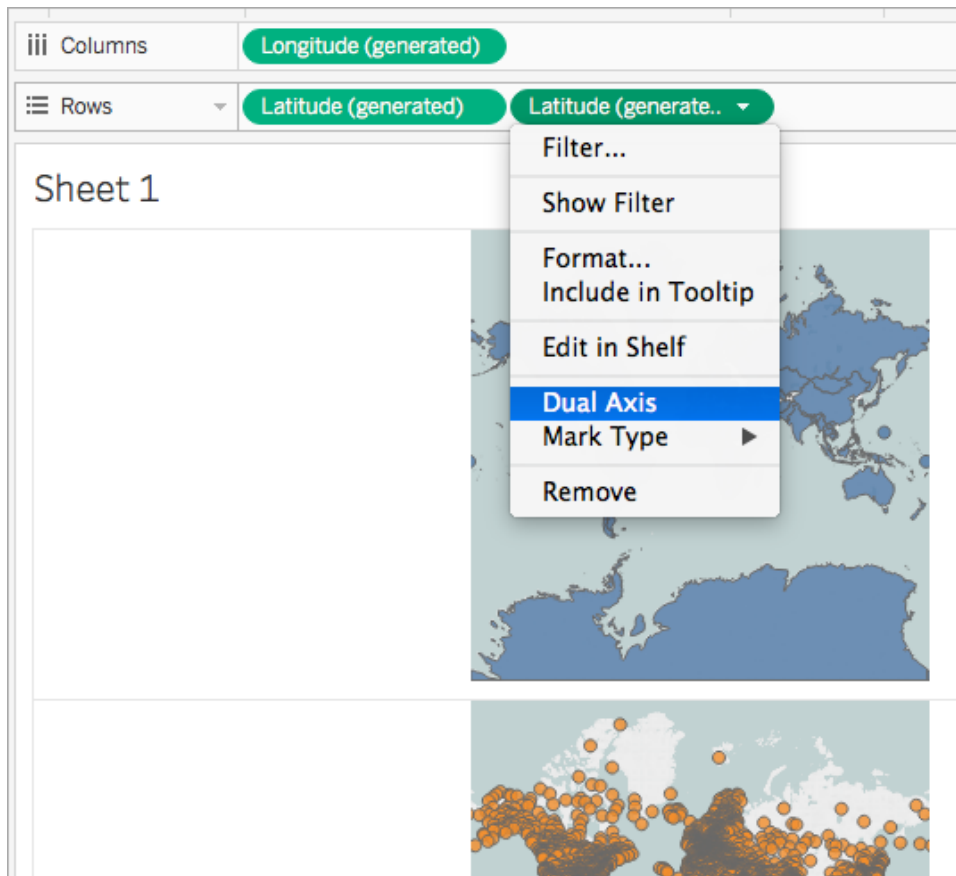 Columns
Longitude (generated)
Rows
Latitude (generated)
Latitude (generate..
Filter...
Sheet 1
Show Filter
Format...
Include in Tooltip
Edit in Shelf
Dual Axis
Mark Type
Remove